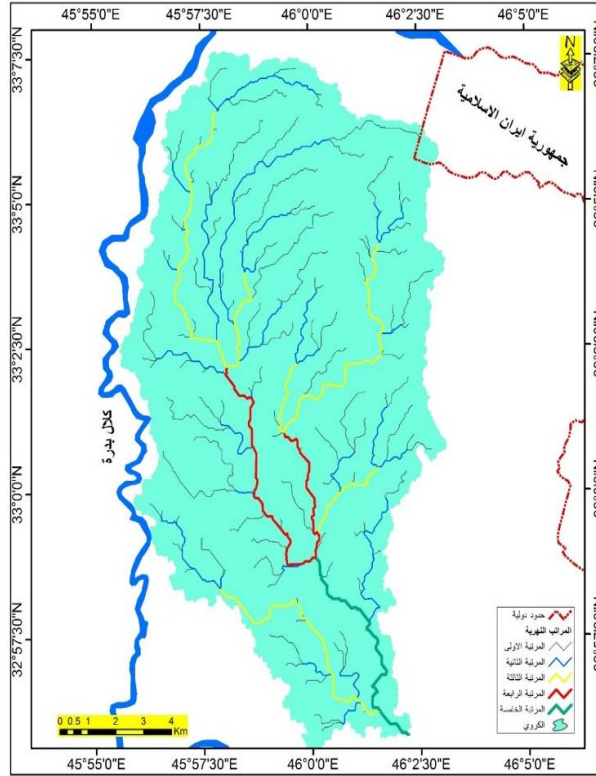 45°55'0"E 45°57'30"E 46°0'0"E 46°2'30"E 46°5'0"E
33°7'30"N
33°5'0"N
33°2'30"N
33°0'0"N
32°57'30"N
N
جمهورية ايران الاسلامية
كلال بدرة
حدود دولية
المراتب النهرية
المرتبة الاولى
المرتبة الثانية
المرتبة الثالثة
المرتبة الرابعة
المرتبة الخامسة
الكروي
0 0.5 1 2 3 4
Km
45°55'0"E 45°57'30"E 46°0'0"E 46°2'30"E 46°5'0"E